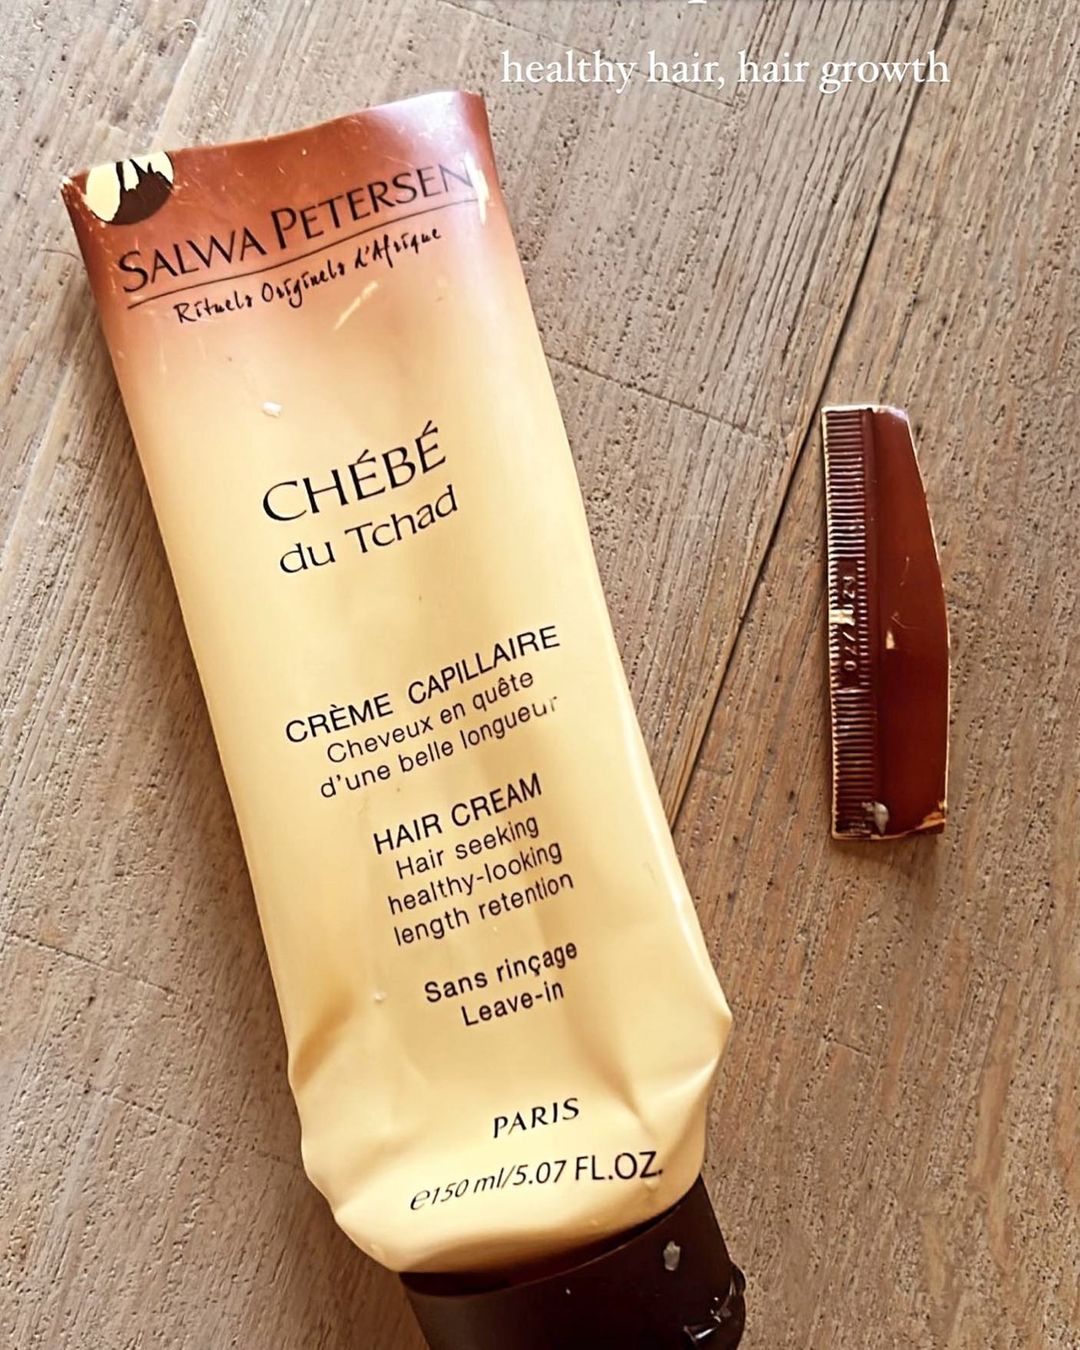 healthy hair, hair growth
SALWA PETERSEN
Rituels Originels d'Afrique
CHÉBÉ
du Tchad
CRÈME CAPILLAIRE
Cheveux en quête
d'une belle longueur
HAIR CREAM
Hair seeking
healthy-looking
length retention
Sans rinçage
Leave-in
PARIS
℮150 ml/5.07 FL.OZ.